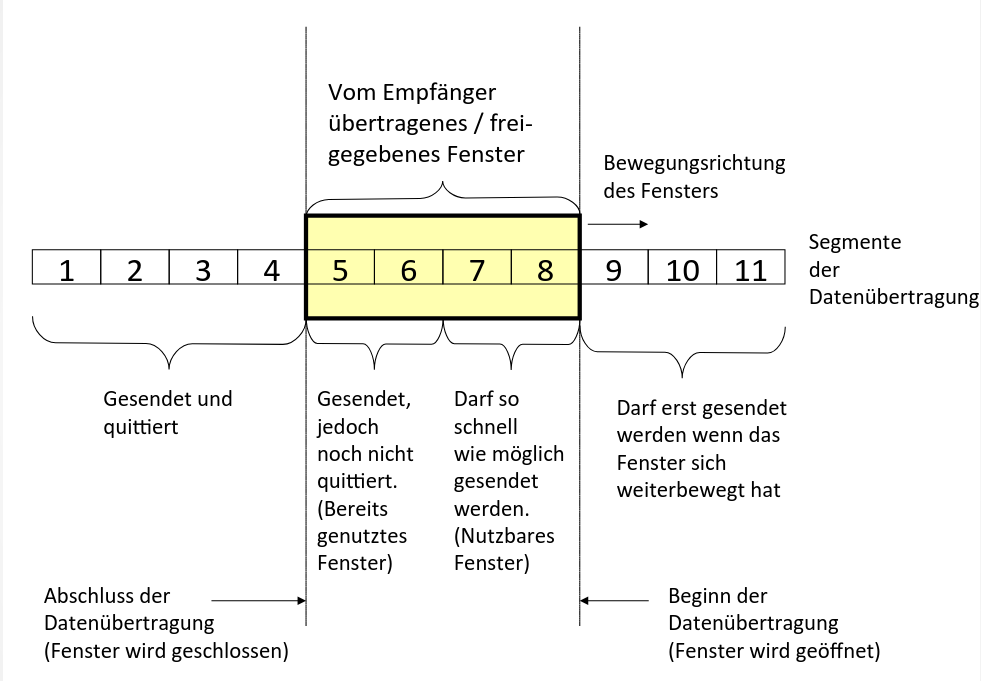 Vom Empfänger
übertragenes / frei-
gegebenes Fenster
Bewegungsrichtung
des Fensters
1 2 3 4 5 6 7 8 9 10 11
Segmente
der
Datenübertragung
Gesendet und
quittiert
Gesendet,
jedoch
noch nicht
quittiert.
(Bereits
genutztes
Fenster)
Darf so
schnell
wie möglich
gesendet
werden.
(Nutzbares
Fenster)
Darf erst gesendet
werden wenn das
Fenster sich
weiterbewegt hat
Abschluss der
Datenübertragung
(Fenster wird geschlossen)
Beginn der
Datenübertragung
(Fenster wird geöffnet)